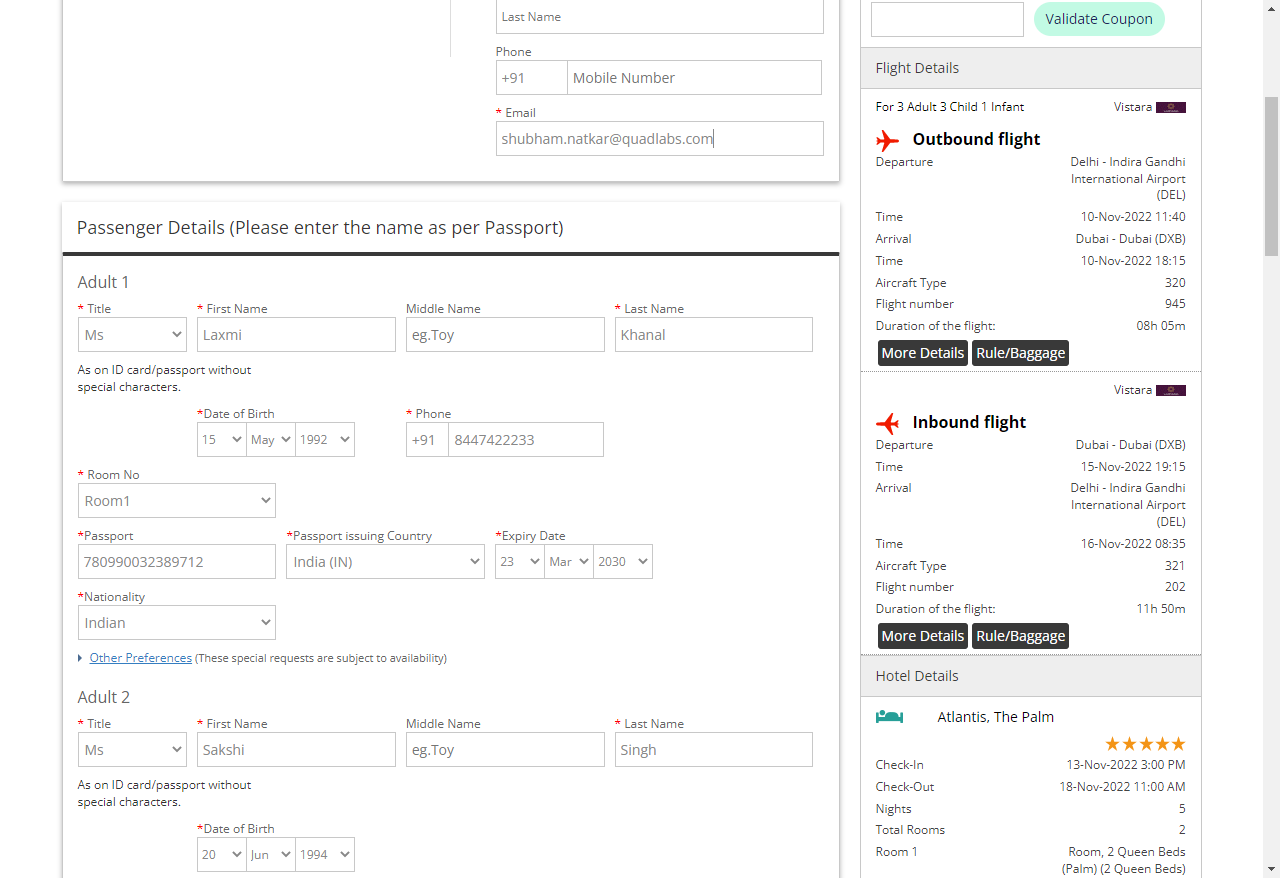 Last Name
Phone
+91 Mobile Number
* Email
shubham.natkar@quadlabs.com
Passenger Details (Please enter the name as per Passport)
Adult 1
* Title * First Name Middle Name * Last Name
Ms Laxmi eg.Toy Khanal
As on ID card/passport without
special characters.
*Date of Birth * Phone
15 May 1992 +91 8447422233
* Room No
Room1
*Passport *Passport issuing Country *Expiry Date
780990032389712 India (IN) 23 Mar 2030
*Nationality
Indian
Other Preferences (These special requests are subject to availability)
Adult 2
* Title * First Name Middle Name * Last Name
Ms Sakshi eg.Toy Singh
As on ID card/passport without
special characters.
*Date of Birth
20 Jun 1994
Validate Coupon
Flight Details
For 3 Adult 3 Child 1 Infant Vistara
Outbound flight
Departure Delhi - Indira Gandhi
International Airport
(DEL)
Time 10-Nov-2022 11:40
Arrival Dubai - Dubai (DXB)
Time 10-Nov-2022 18:15
Aircraft Type 320
Flight number 945
Duration of the flight: 08h 05m
More Details Rule/Baggage
Vistara
Inbound flight
Departure Dubai - Dubai (DXB)
Time 15-Nov-2022 19:15
Arrival Delhi - Indira Gandhi
International Airport
(DEL)
Time 16-Nov-2022 08:35
Aircraft Type 321
Flight number 202
Duration of the flight: 11h 50m
More Details Rule/Baggage
Hotel Details
Atlantis, The Palm
Check-In 13-Nov-2022 3:00 PM
Check-Out 18-Nov-2022 11:00 AM
Nights 5
Total Rooms 2
Room 1 Room, 2 Queen Beds
(Palm) (2 Queen Beds)